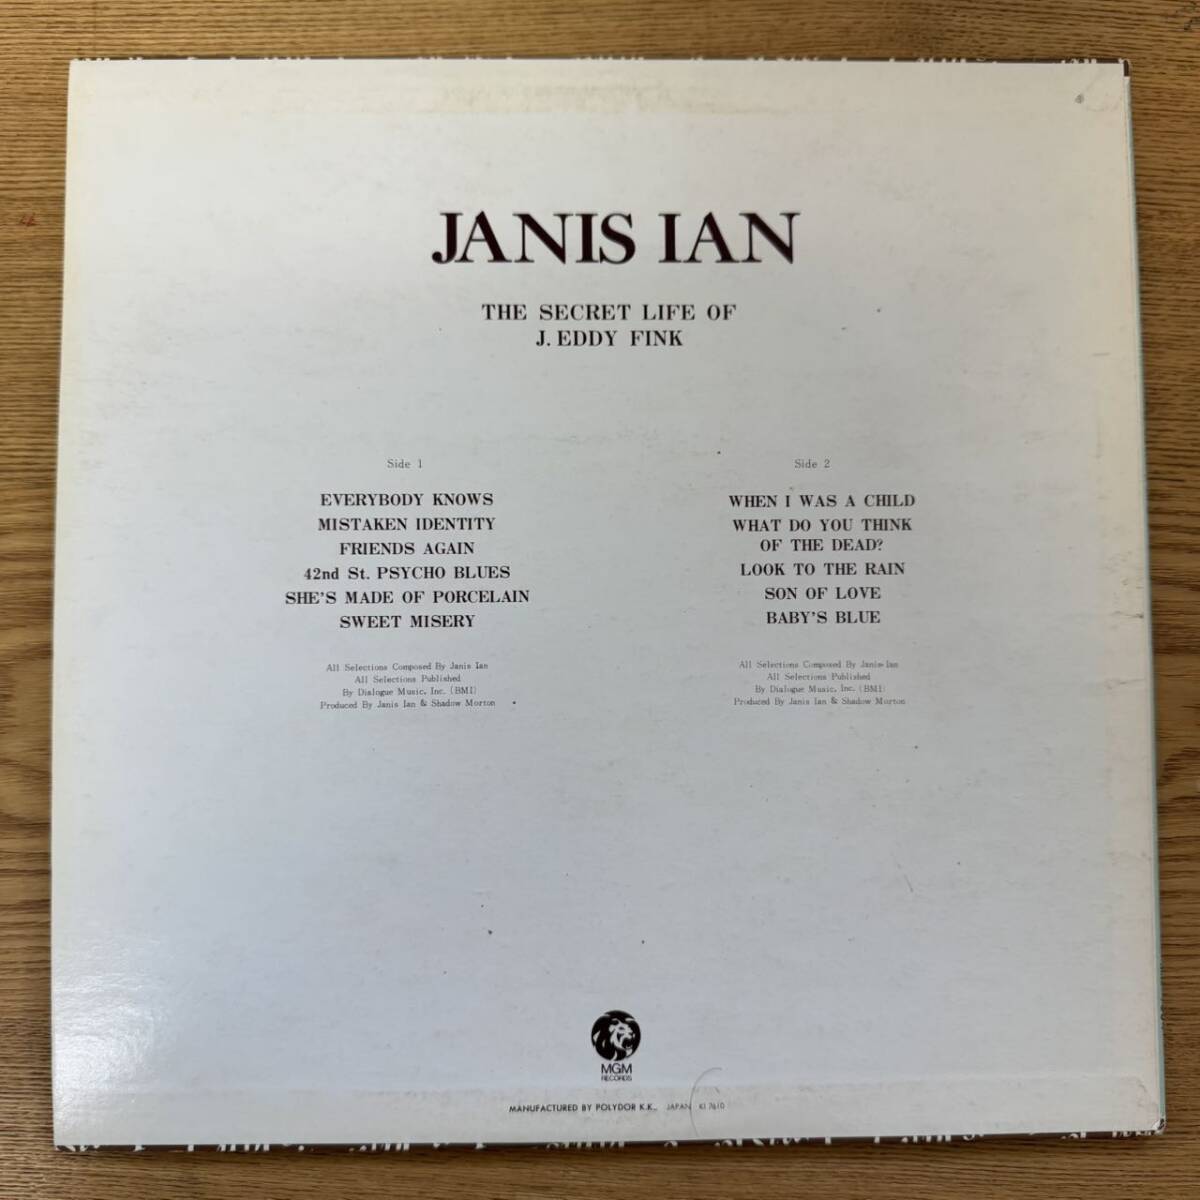 JANIS IAN
THE SECRET LIFE OF
J. EDDY FINK
Side 1
EVERYBODY KNOWS
MISTAKEN IDENTITY
FRIENDS AGAIN
42nd St. PSYCHO BLUES
SHE'S MADE OF PORCELAIN
SWEET MISERY
All Selections Composed By Janis Ian
All Selections Published
By Dialogue Music, Inc. (BMI)
Produced By Janis Ian & Shadow Morton
Side 2
WHEN I WAS A CHILD
WHAT DO YOU THINK
OF THE DEAD?
LOOK TO THE RAIN
SON OF LOVE
BABY'S BLUE
All Selections Composed By Janis Ian
All Selections Published
By Dialogue Music, Inc. (BMI)
Produced By Janis Ian & Shadow Morton
MGM
RECORDS
MANUFACTURED BY POLYDOR K.K., JAPAN KI 7610